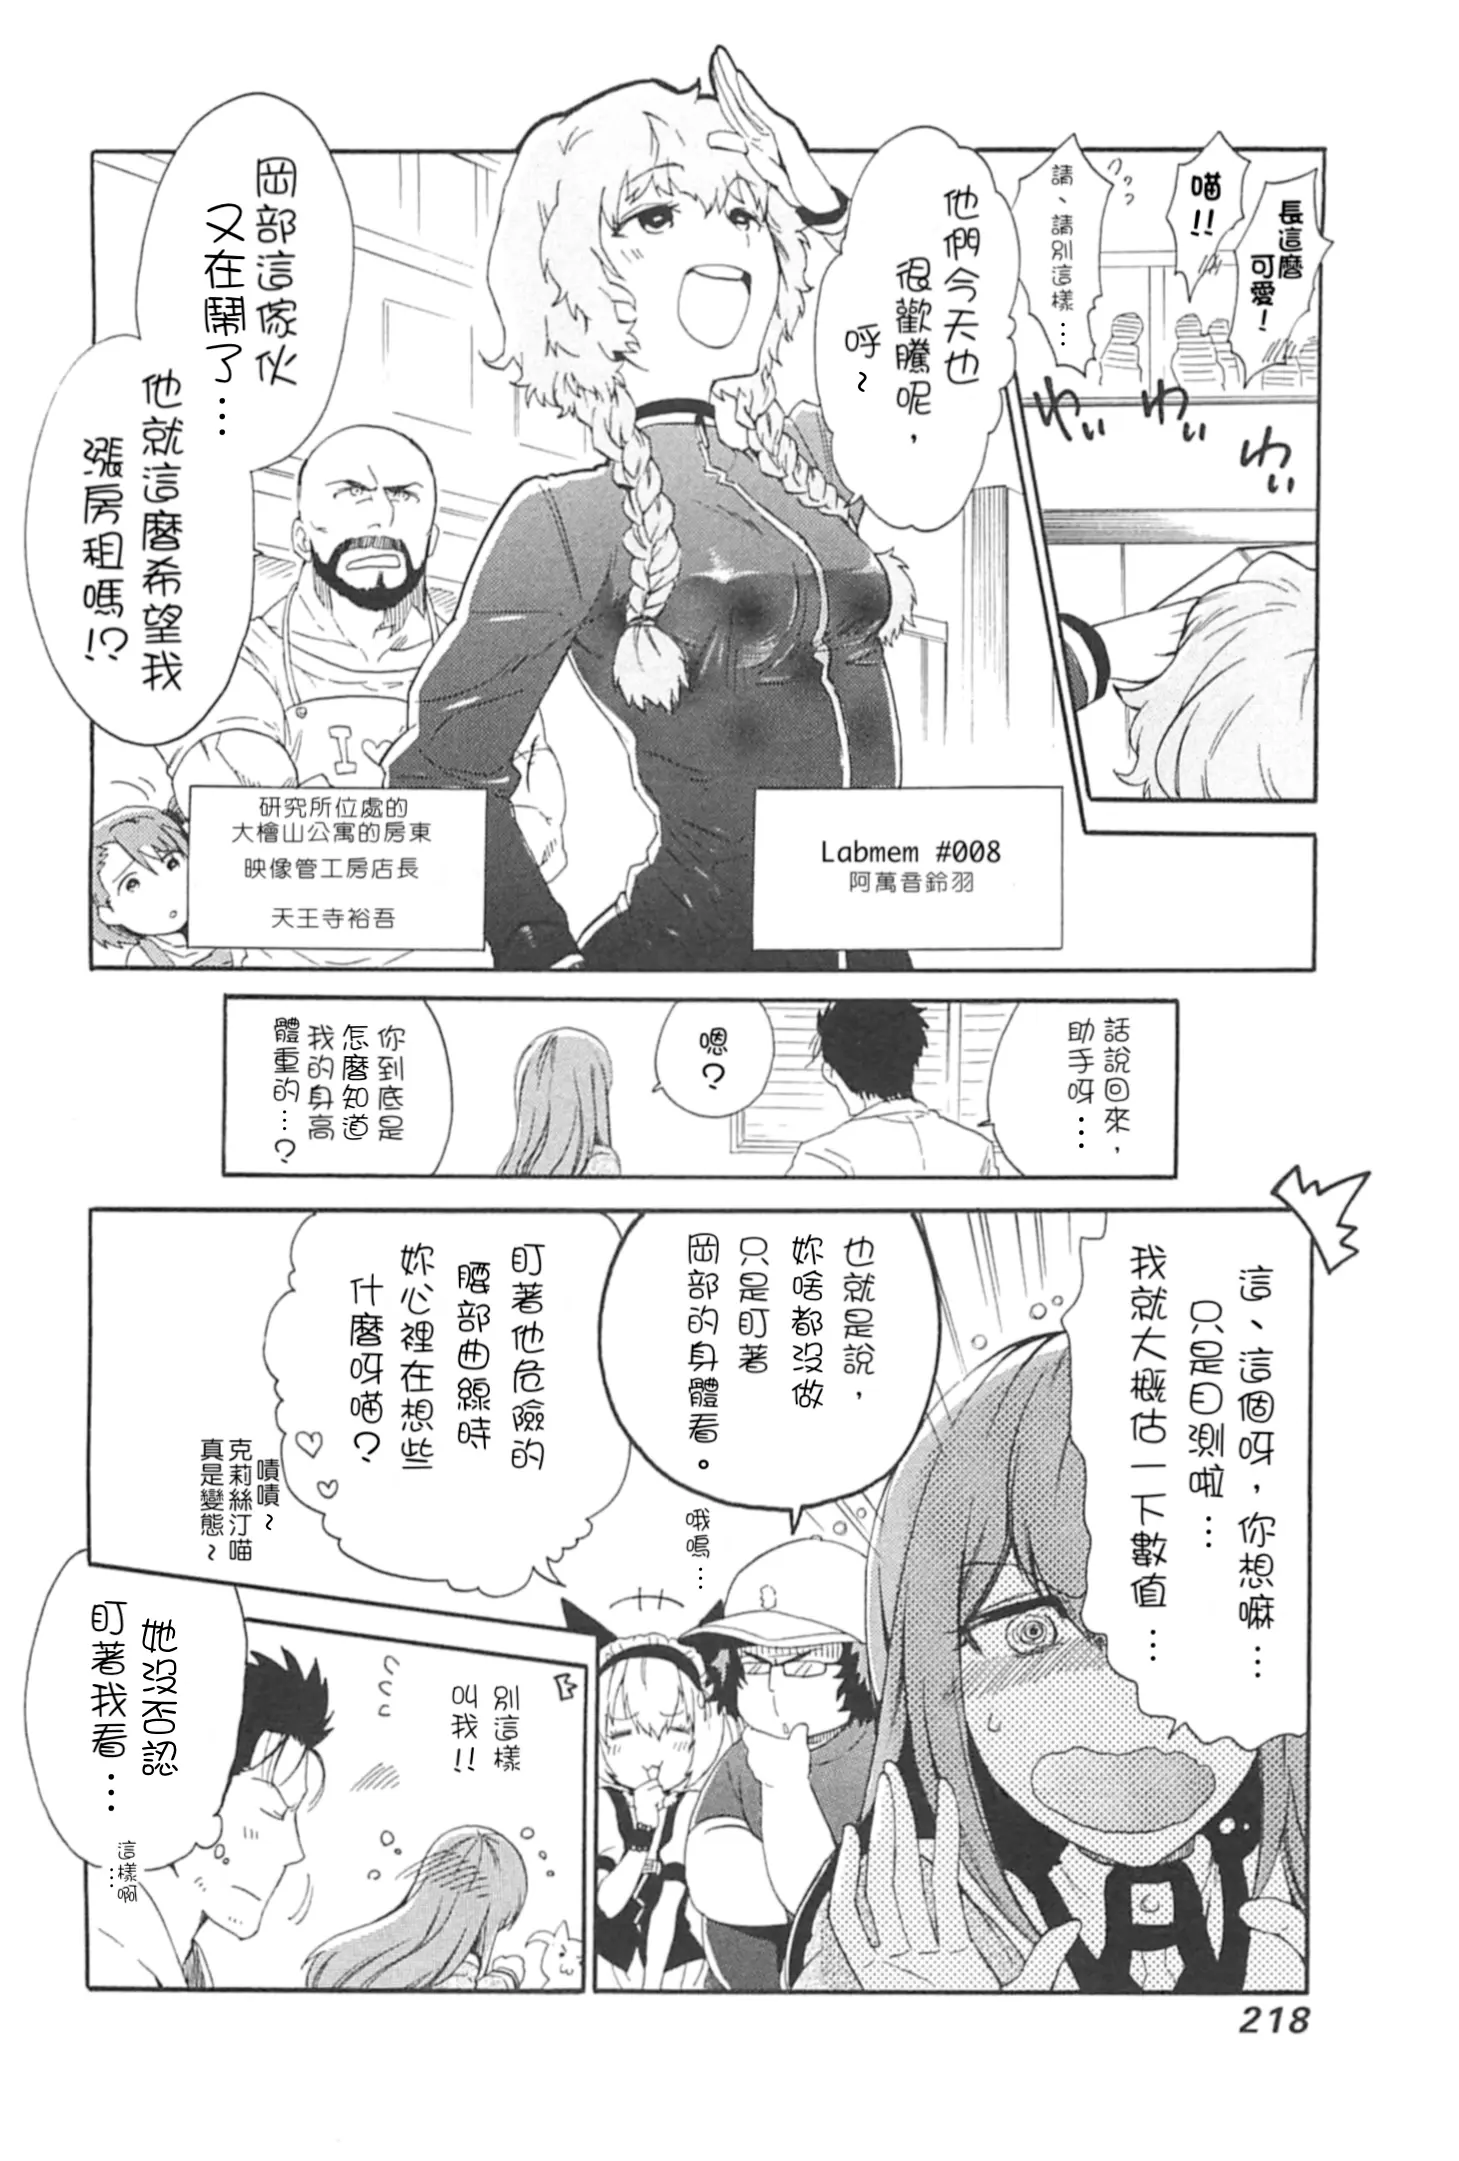 長這麼
可愛！
喵!!
請、請別這樣…
ううっ
わい
わい
わい
他們今天也
很歡騰呢，
呼~
岡部這傢伙
又在鬧了…
他就這麼希望我
漲房租嗎!?
I
Labmem #008
阿萬音鈴羽
研究所位處的
大檜山公寓的房東
映像管工房店長
天王寺裕吾
話說回來，
助手呀…
嗯？
你到底是
怎麼知道
我的身高
體重的…？
這、這個呀，你想嘛…
只是目測啦…
我就大概估一下數值…
也就是說，
妳啥都沒做
只是盯著
岡部的身體看。
哦嗚…
盯著他危險的
腰部曲線時
妳心裡在想些
什麼呀喵？
嘖嘖~
克莉絲汀喵
真是變態~
別這樣
叫我!!
她沒否認
盯著我看…
這樣啊…
218